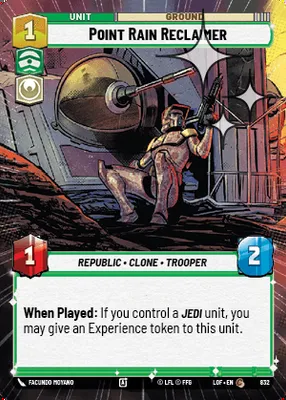 UNIT
GROUND
1
POINT RAIN RECLAIMER
1
2
REPUBLIC • CLONE • TROOPER
When Played: If you control a JEDI unit, you
may give an Experience token to this unit.
FACUNDO MOYANO
© LFL © FFG
LOF • EN
632